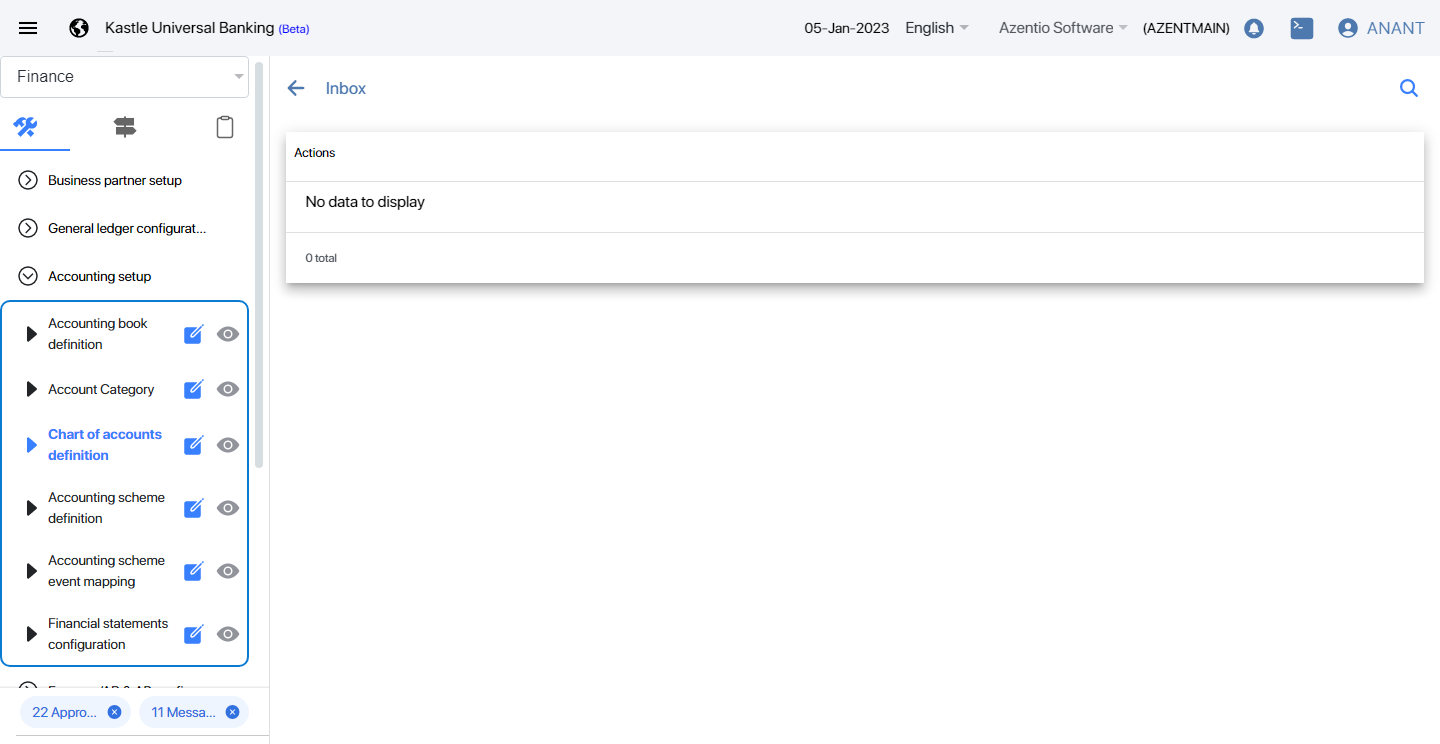 Kastle Universal Banking (Beta)
05-Jan-2023
English
Azentio Software
(AZENTMAIN)
ANANT
Finance
Inbox
Business partner setup
General ledger configurat...
Accounting setup
Accounting book
definition
Account Category
Chart of accounts
definition
Accounting scheme
definition
Accounting scheme
event mapping
Financial statements
configuration
22 Appro...
11 Messa...
Actions
No data to display
0 total